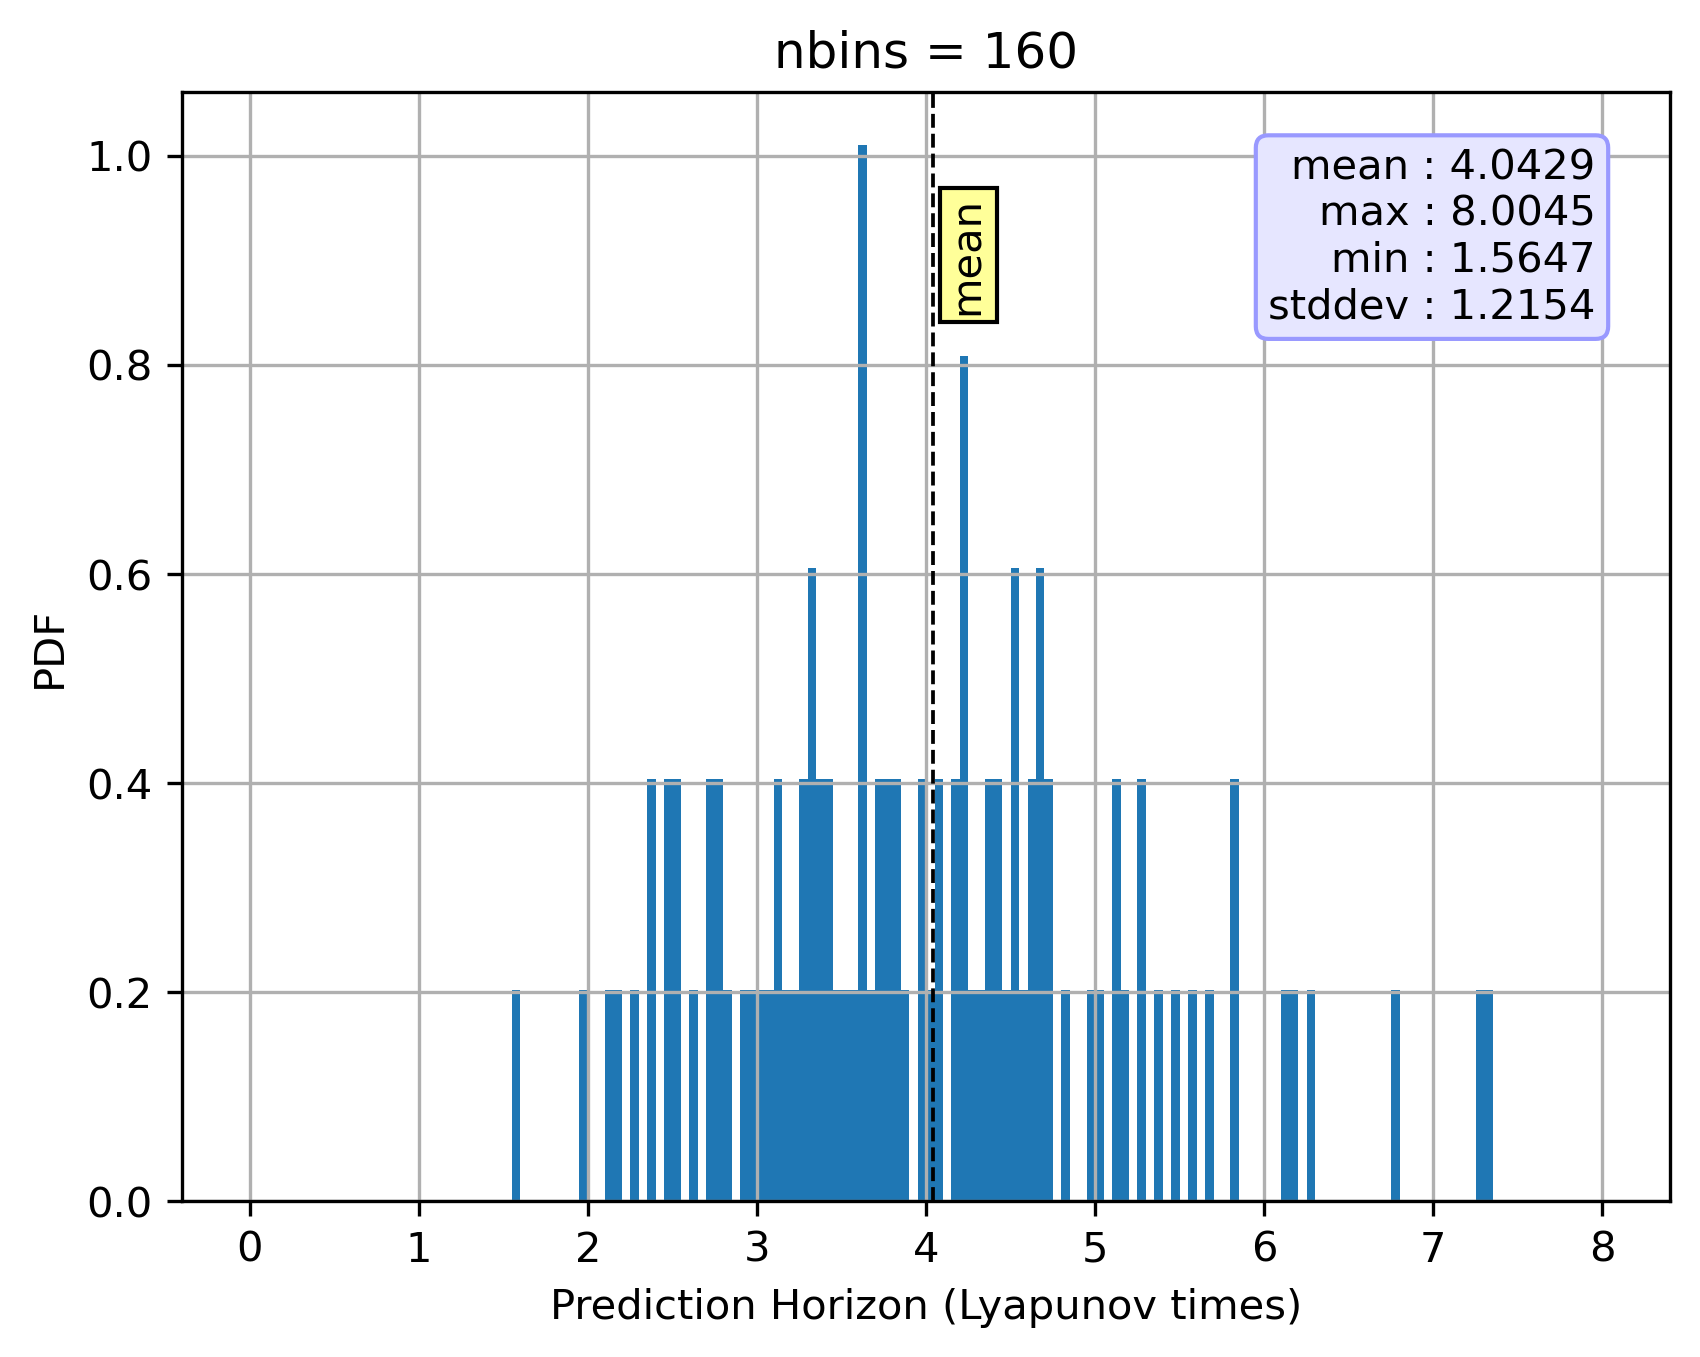 nbins = 160
mean : 4.0429
max : 8.0045
min : 1.5647
stddev : 1.2154
mean
PDF
1.0
0.8
0.6
0.4
0.2
0.0
0 1 2 3 4 5 6 7 8
Prediction Horizon (Lyapunov times)